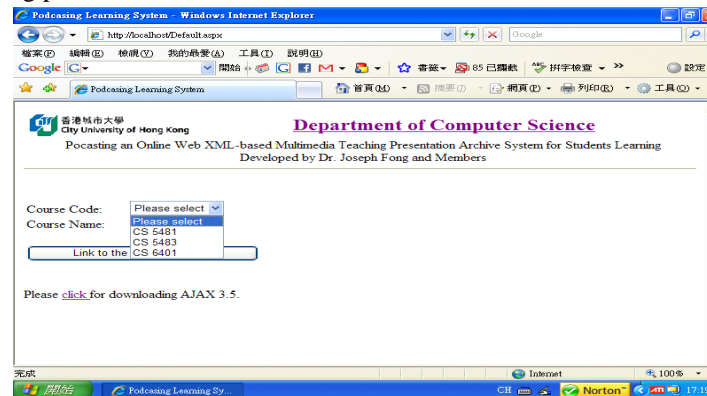 Podcasing Learning System - Windows Internet Explorer
http://localhost/Default.aspx
Google
檔案(F) 編輯(E) 檢視(V) 我的最愛(A) 工具(T) 說明(H)
Google G 開始 書籤 85 已攔截 拼字檢查 » 設定
Podcasing Learning System 首頁(M) 摘要(J) 網頁(P) 列印(R) 工具(O)
香港城市大學
City University of Hong Kong
Department of Computer Science
Pocasting an Online Web XML-based Multimedia Teaching Presentation Archive System for Students Learning
Developed by Dr. Joseph Fong and Members
Course Code: Please select
Course Name: Please select
CS 5481
CS 5483
Link to the CS 6401
Please click for downloading AJAX 3.5.
完成 Internet 100%
開始 Podcasing Learning Sy... CH Norton™ 17:19